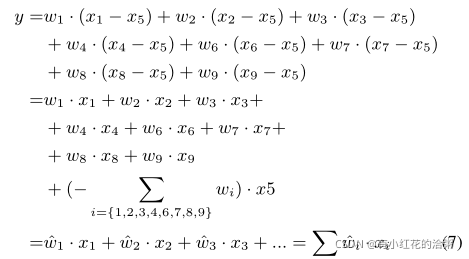 y =w₁ · (x₁ − x₅) + w₂ · (x₂ − x₅) + w₃ · (x₃ − x₅)
+ w₄ · (x₄ − x₅) + w₆ · (x₆ − x₅) + w₇ · (x₇ − x₅)
+ w₈ · (x₈ − x₅) + w₉ · (x₉ − x₅)
=w₁ · x₁ + w₂ · x₂ + w₃ · x₃+
+ w₄ · x₄ + w₆ · x₆ + w₇ · x₇+
+ w₈ · x₈ + w₉ · x₉
+ (− ∑ wᵢ) · x5
i={1,2,3,4,6,7,8,9}
=ŵ₁ · x₁ + ŵ₂ · x₂ + ŵ₃ · x₃ + ... = ∑ ŵᵢ · xᵢ (7)